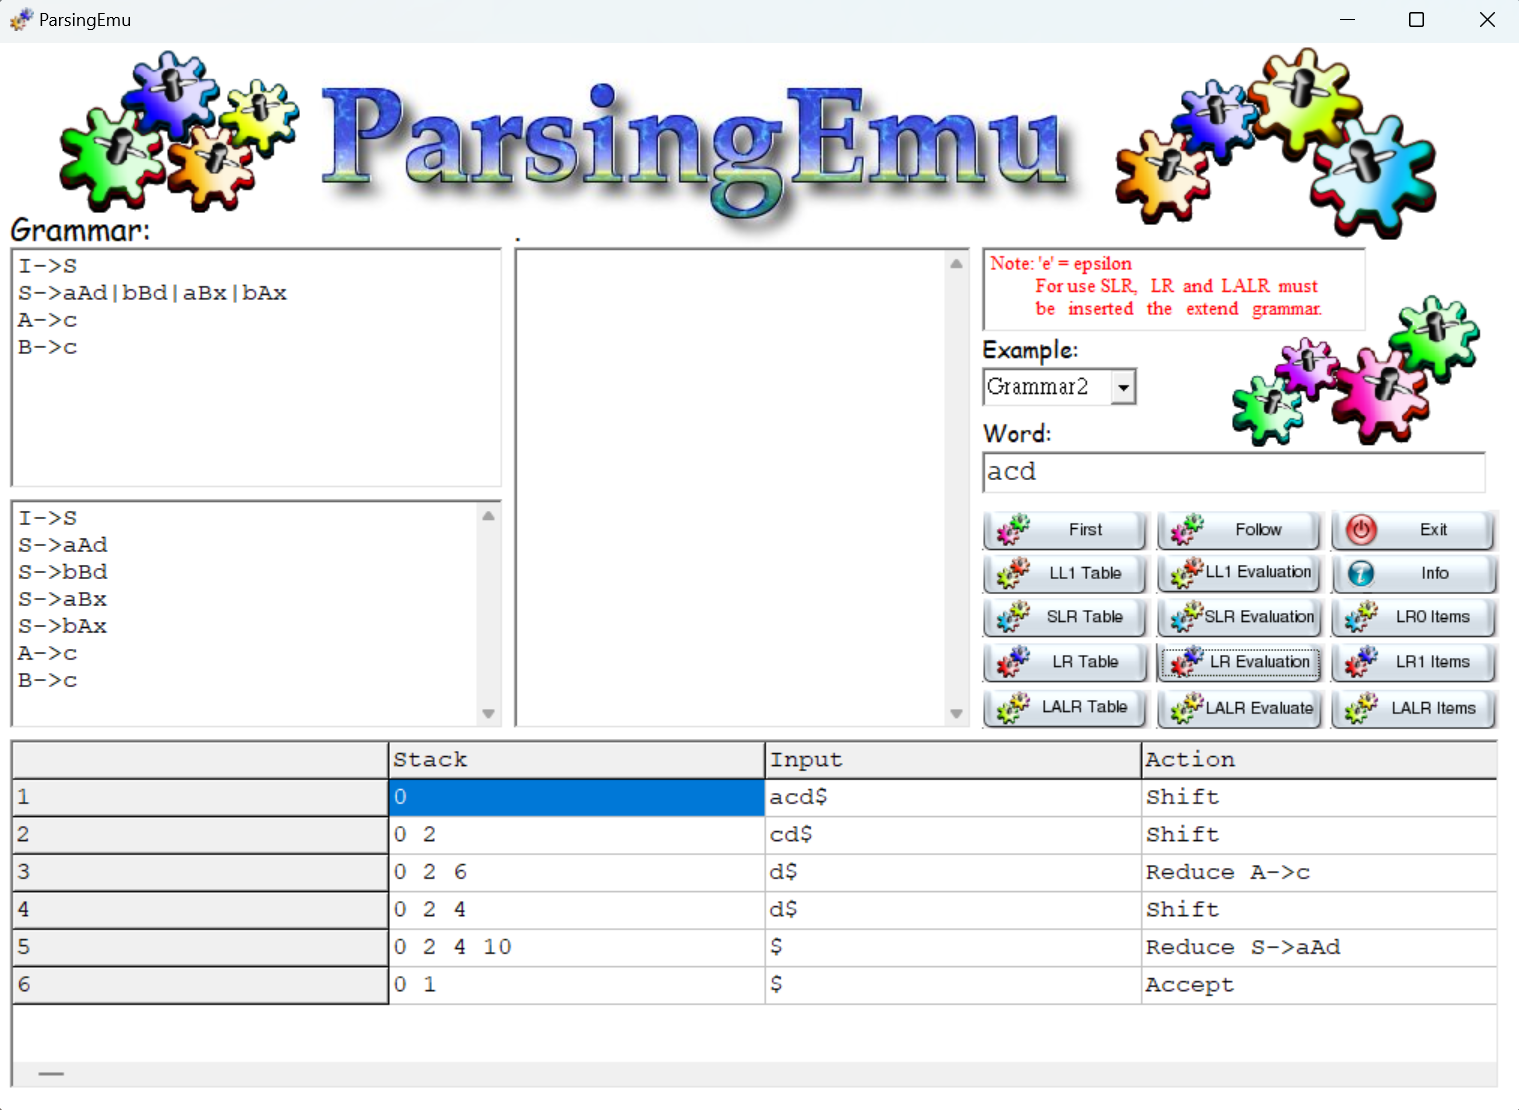 ParsingEmu
ParsingEmu
Grammar:
.
I->S
S->aAd|bBd|aBx|bAx
A->c
B->c
Note: 'e' = epsilon
For use SLR, LR and LALR must
be inserted the extend grammar.
Example:
Grammar2
Word:
acd
I->S
S->aAd
S->bBd
S->aBx
S->bAx
A->c
B->c
First Follow Exit
LL1 Table LL1 Evaluation Info
SLR Table SLR Evaluation LR0 Items
LR Table LR Evaluation LR1 Items
LALR Table LALR Evaluate LALR Items
Stack Input Action
1 0 acd$ Shift
2 0 2 cd$ Shift
3 0 2 6 d$ Reduce A->c
4 0 2 4 d$ Shift
5 0 2 4 10 $ Reduce S->aAd
6 0 1 $ Accept